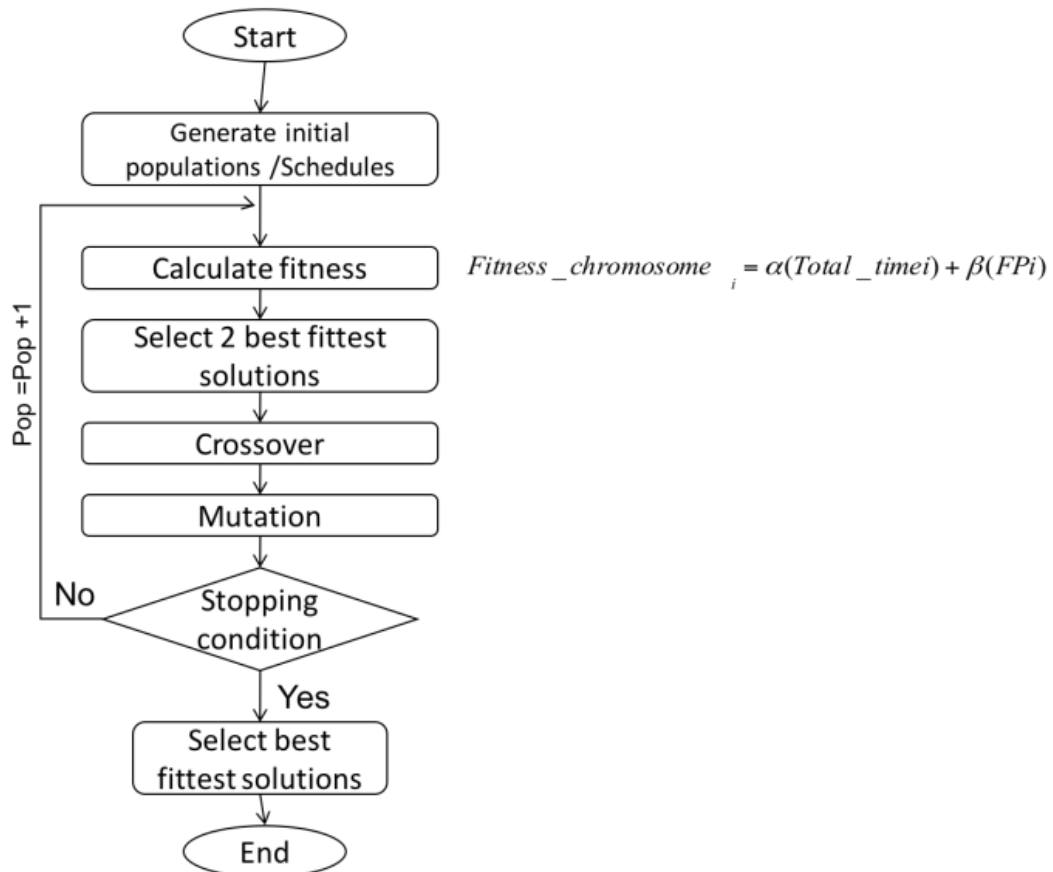 Start
Generate initial
populations /Schedules
Calculate fitness
Fitness_chromosome i = α(Total_timei) + β(FPi)
Select 2 best fittest
solutions
Pop =Pop +1
Crossover
Mutation
No
Stopping
condition
Yes
Select best
fittest solutions
End